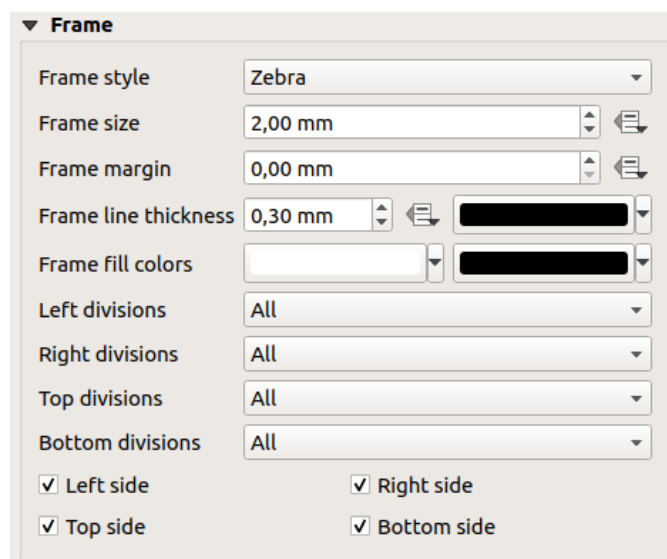 Frame
Frame style Zebra
Frame size 2,00 mm
Frame margin 0,00 mm
Frame line thickness 0,30 mm
Frame fill colors
Left divisions All
Right divisions All
Top divisions All
Bottom divisions All
Left side Right side
Top side Bottom side